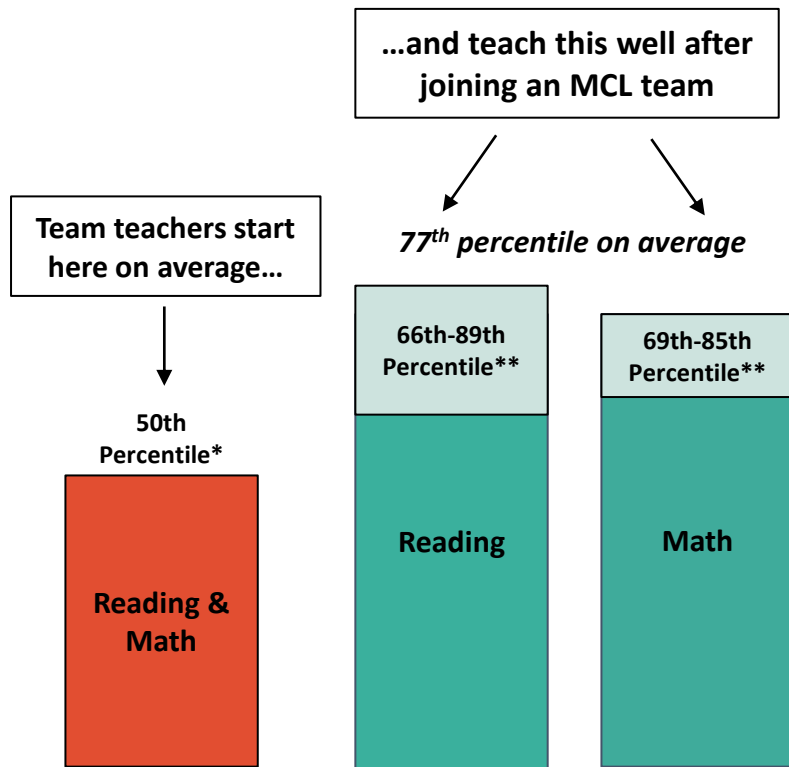 …and teach this well after
joining an MCL team
Team teachers start
here on average…
77th percentile on average
50th
Percentile*
66th-89th
Percentile**
69th-85th
Percentile**
Reading &
Math
Reading
Math